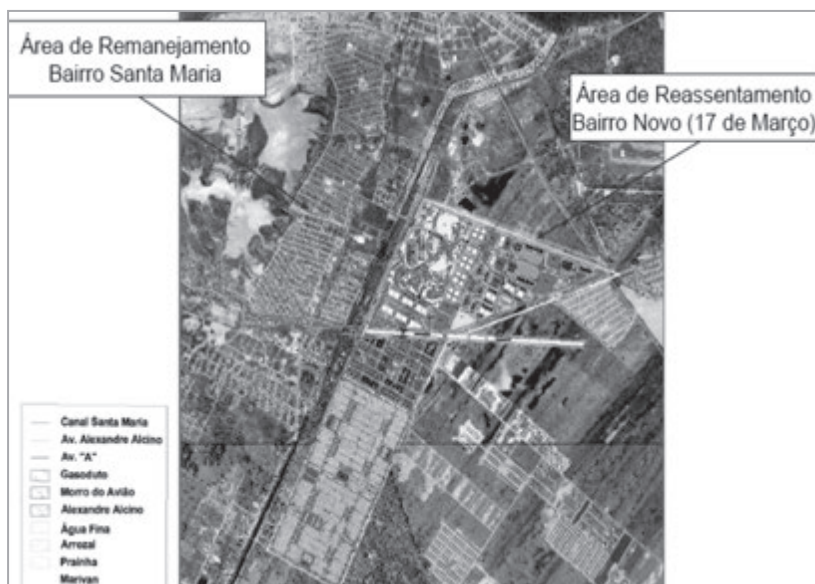 Área de Remanejamento
Bairro Santa Maria
Área de Reassentamento
Bairro Novo (17 de Março)
Canal Santa Maria
Av. Alexandre Alcino
Av. "A"
Gasoduto
Morro do Avião
Alexandre Alcino
Água Fina
Arrozal
Prainha
Marivan